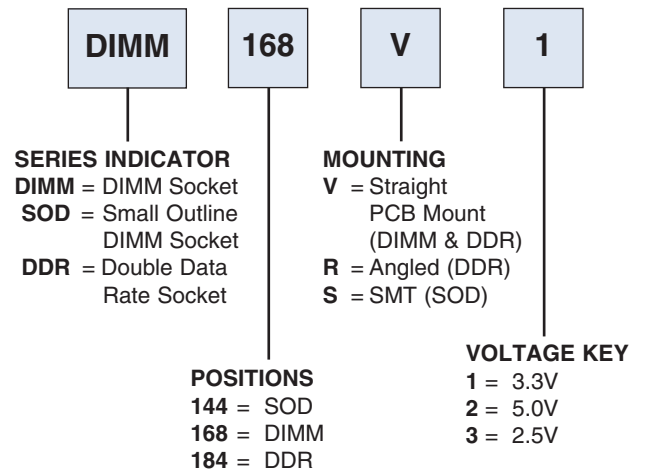 DIMM 168 V 1
SERIES INDICATOR
DIMM = DIMM Socket
SOD = Small Outline
DIMM Socket
DDR = Double Data
Rate Socket
MOUNTING
V = Straight
PCB Mount
(DIMM & DDR)
R = Angled (DDR)
S = SMT (SOD)
POSITIONS
144 = SOD
168 = DIMM
184 = DDR
VOLTAGE KEY
1 = 3.3V
2 = 5.0V
3 = 2.5V